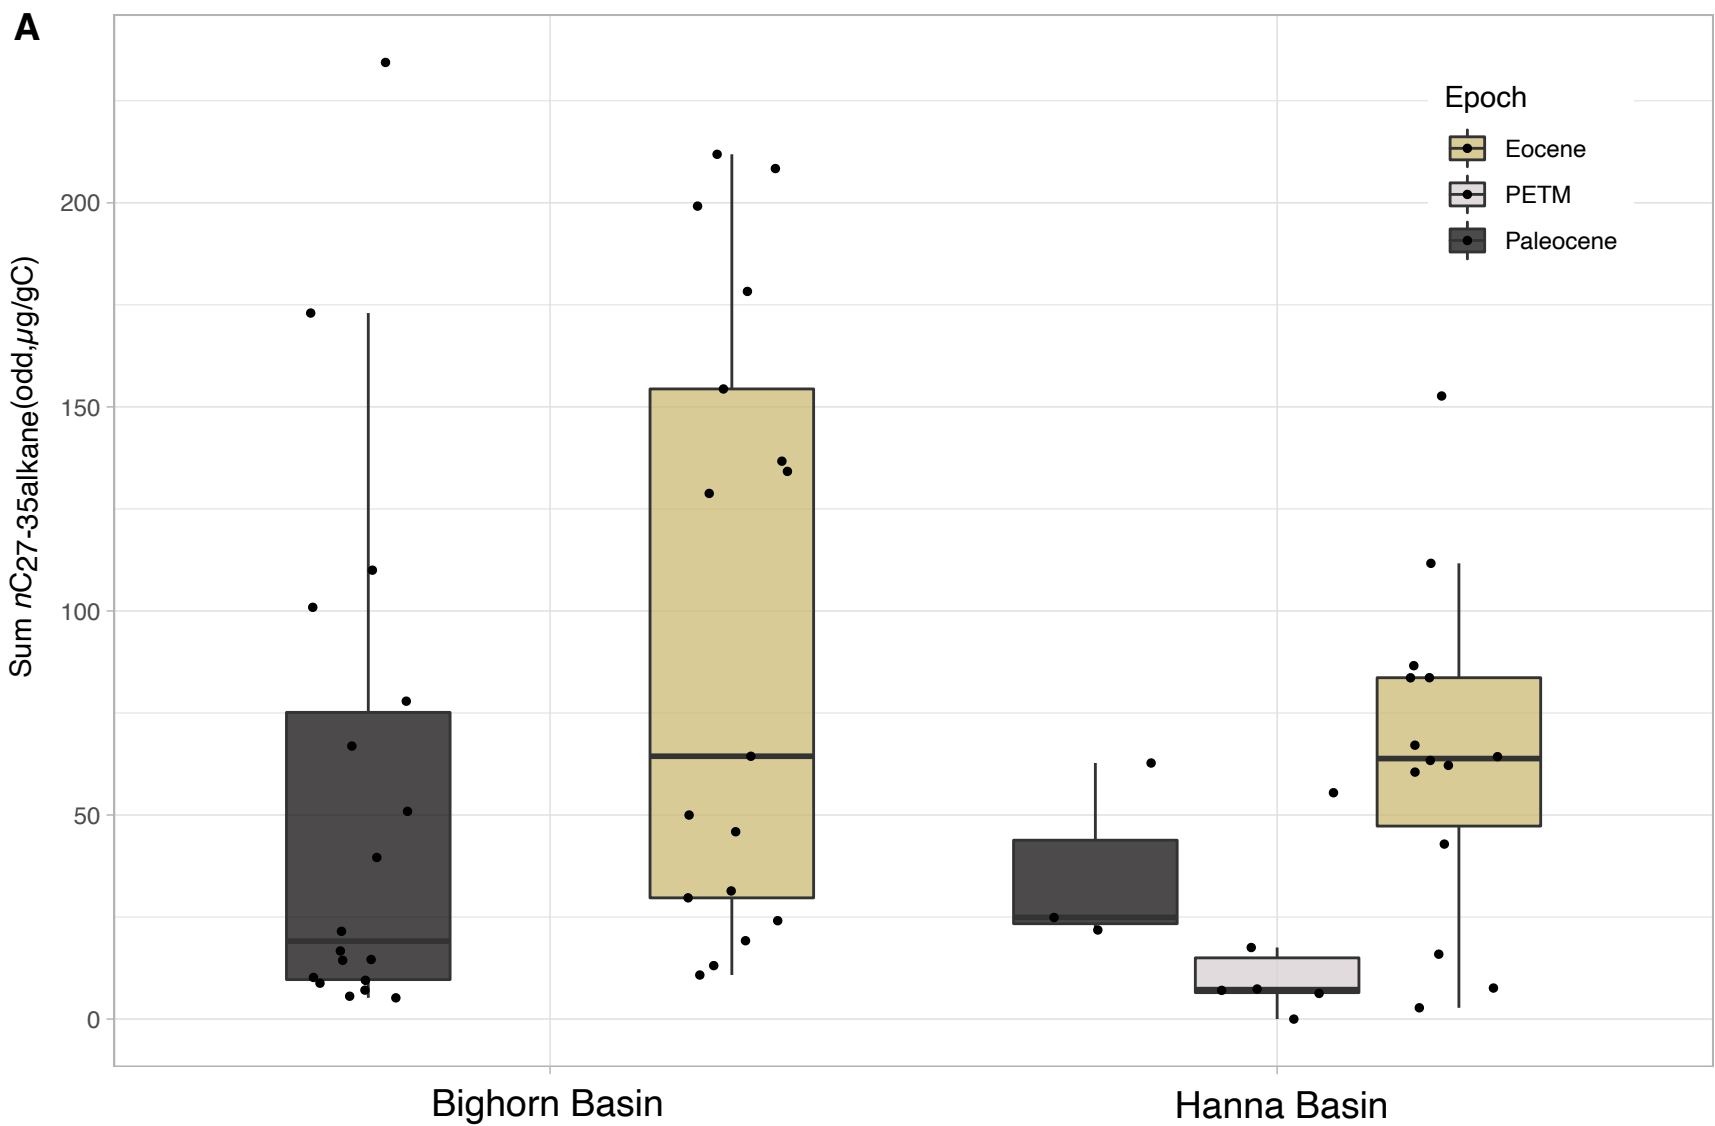 A
Sum nC27-35alkane(odd,µg/gC)
200
150
100
50
0
Epoch
Eocene
PETM
Paleocene
Bighorn Basin
Hanna Basin